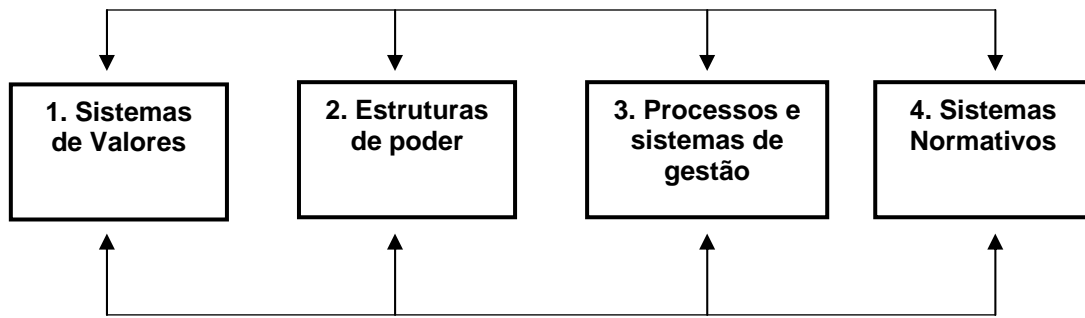 1. Sistemas
de Valores
2. Estruturas
de poder
3. Processos e
sistemas de
gestão
4. Sistemas
Normativos